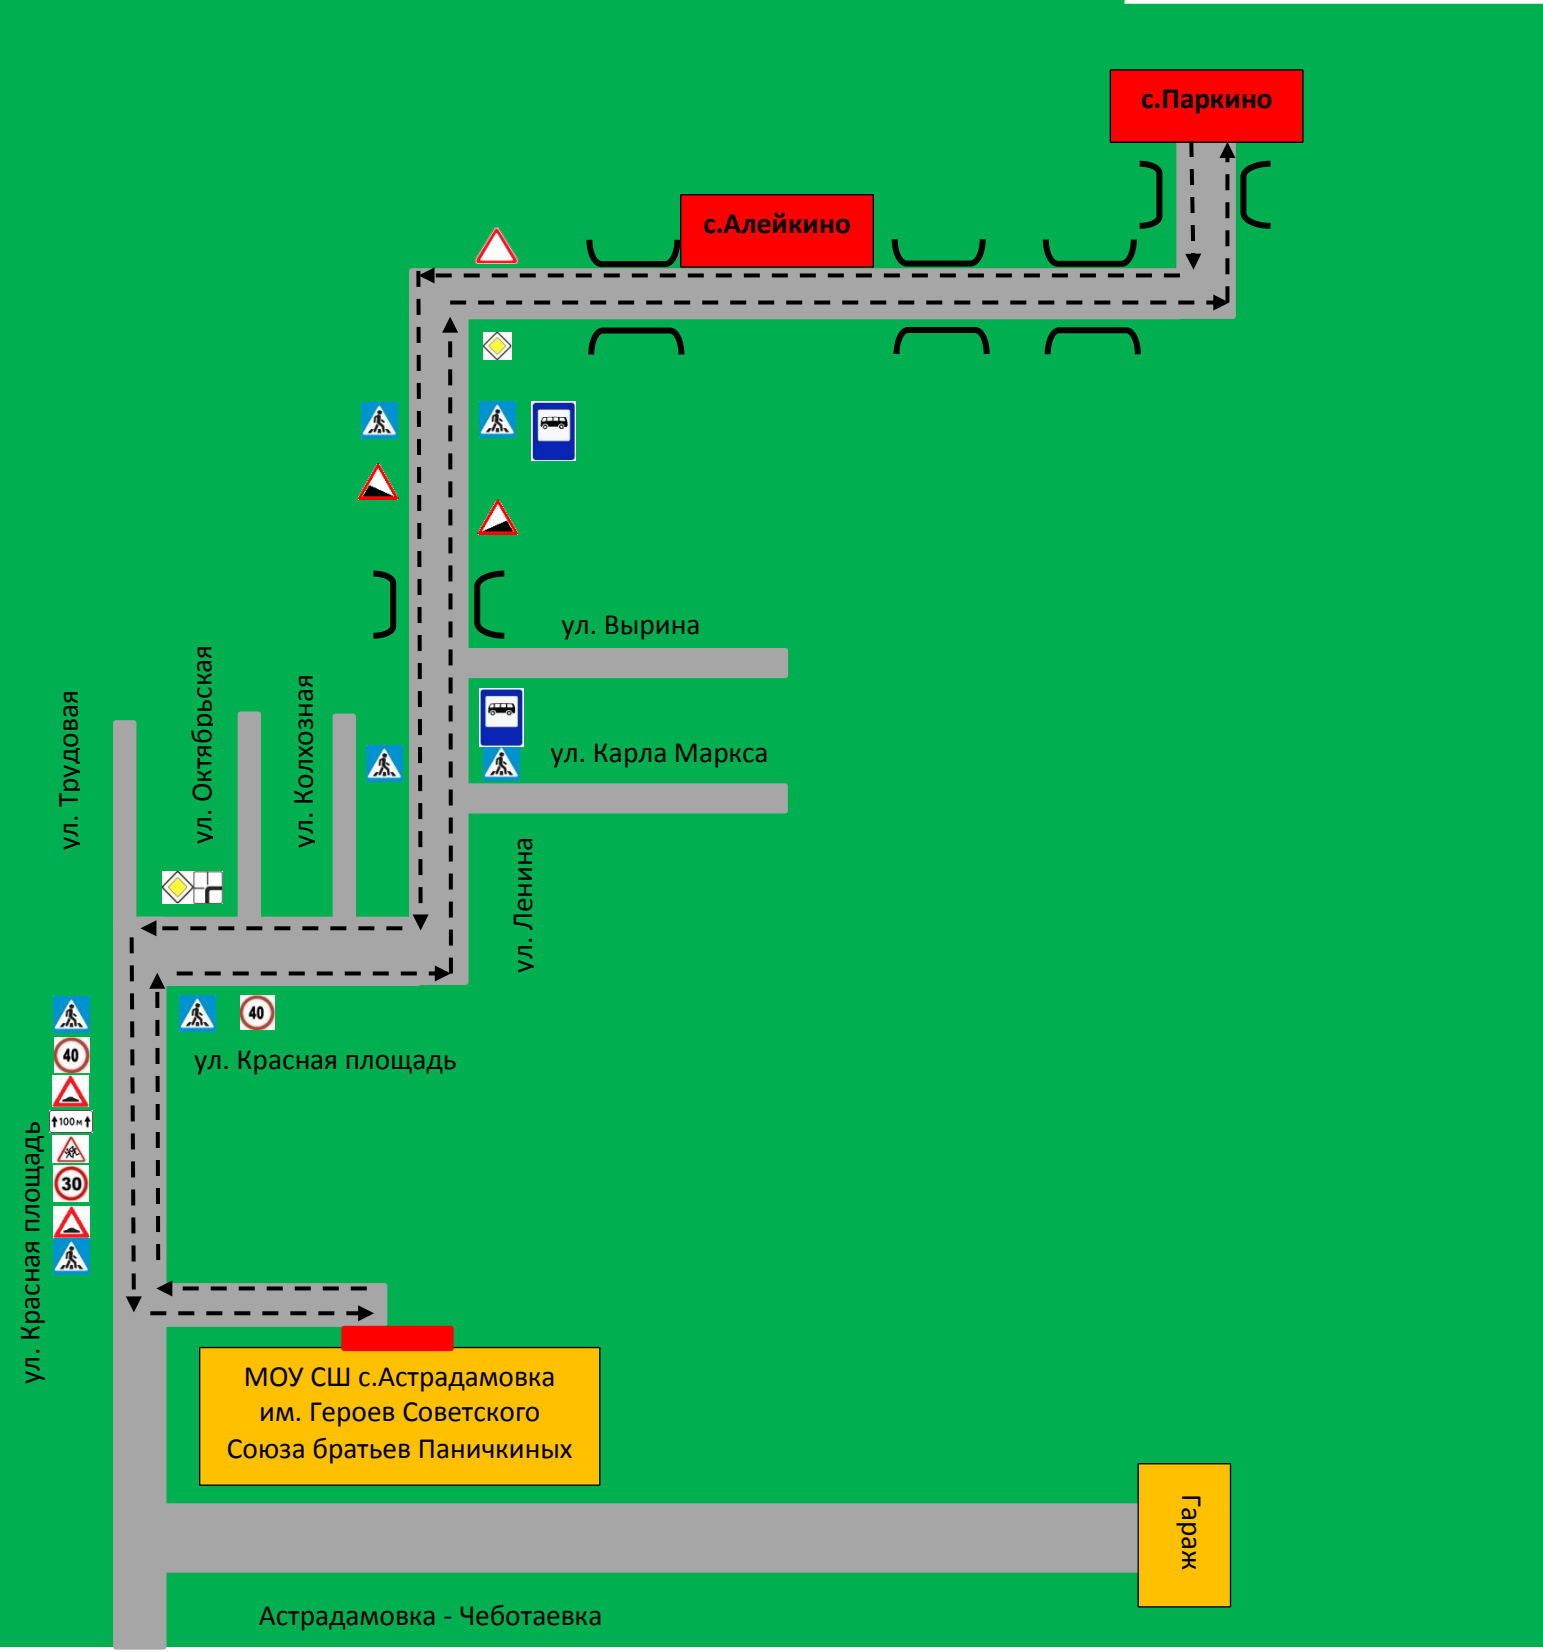 с.Паркино
с.Алейкино
ул. Вырина
ул. Трудовая
ул. Октябрьская
ул. Колхозная
ул. Карла Маркса
ул. Ленина
40
ул. Красная площадь
40
100 м
30
ул. Красная площадь
МОУ СШ с.Астрадамовка
им. Героев Советского
Союза братьев Паничкиных
Гараж
Астрадамовка - Чеботаевка